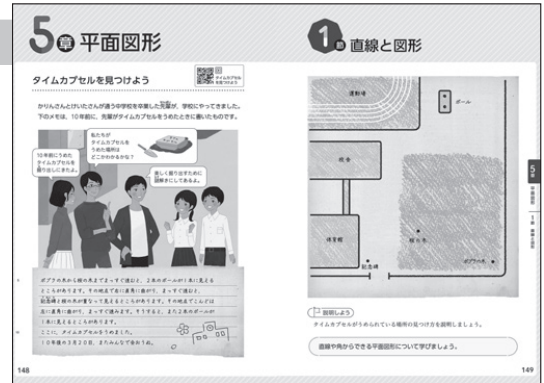 5章 平面図形
タイムカプセルを見つけよう
タイムカプセル
を見つけよう
かりんさんとけいたさんが通う中学校を卒業した先輩が、学校にやってきました。
下のメモは、10年前に、先輩がタイムカプセルをうめたときに書いたものです。
10年前にうめた
タイムカプセルを
掘り出しにきたよ。
私たちが
タイムカプセルを
うめた場所は
どこかわかるかな？
楽しく掘り出すために
謎解きにしてあるよ。
ポプラの木から桜の木までまっすぐ進むと、2本のポールが1本に見える
ところがあります。その地点で右に直角に曲がり、まっすぐ進むと、
記念碑と桜の木が重なって見えるところがあります。その地点でこんどは
左に直角に曲がり、まっすぐ進みます。そうすると、また2本のポールが
1本に見えるところがあります。
ここに、タイムカプセルをうめました。
10年後の3月20日、またみんなで会おうね。
148
1節 直線と図形
運動場
ポール
校舎
体育館
桜の木
記念碑
ポプラの木
説明しよう
タイムカプセルがうめられている場所の見つけ方を説明しましょう。
直線や角からできる平面図形について学びましょう。
5章
平面図形
1節
直線と図形
149